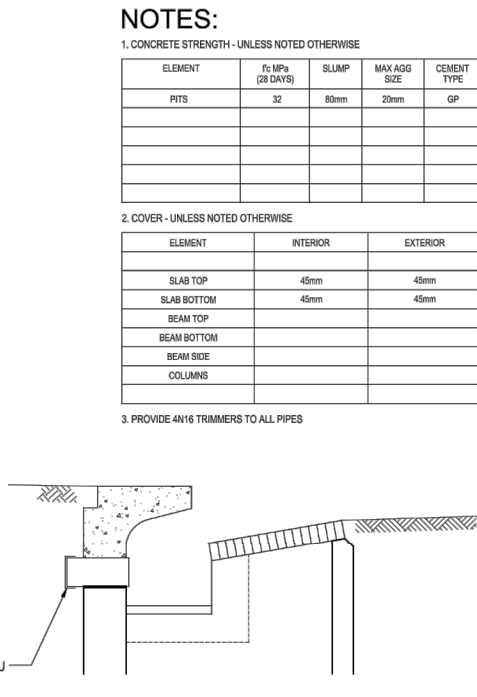 NOTES:
1. CONCRETE STRENGTH - UNLESS NOTED OTHERWISE
ELEMENT f'c MPa (28 DAYS) SLUMP MAX AGG SIZE CEMENT TYPE
PITS 32 80mm 20mm GP
2. COVER - UNLESS NOTED OTHERWISE
ELEMENT INTERIOR EXTERIOR
SLAB TOP 45mm 45mm
SLAB BOTTOM 45mm 45mm
BEAM TOP
BEAM BOTTOM
BEAM SIDE
COLUMNS
3. PROVIDE 4N16 TRIMMERS TO ALL PIPES